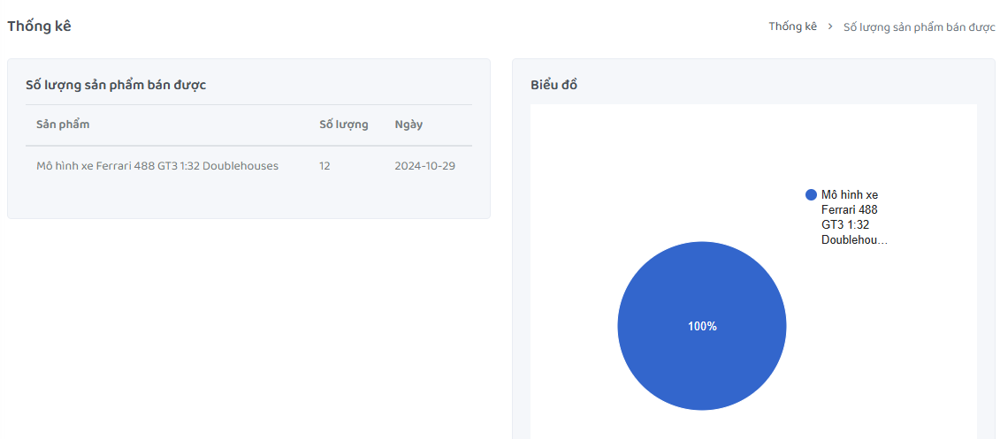 Thống kê
Thống kê › Số lượng sản phẩm bán được
Số lượng sản phẩm bán được
Sản phẩm Số lượng Ngày
Mô hình xe Ferrari 488 GT3 1:32 Doublehouses 12 2024-10-29
Biểu đồ
Mô hình xe
Ferrari 488
GT3 1:32
Doublehou…
100%